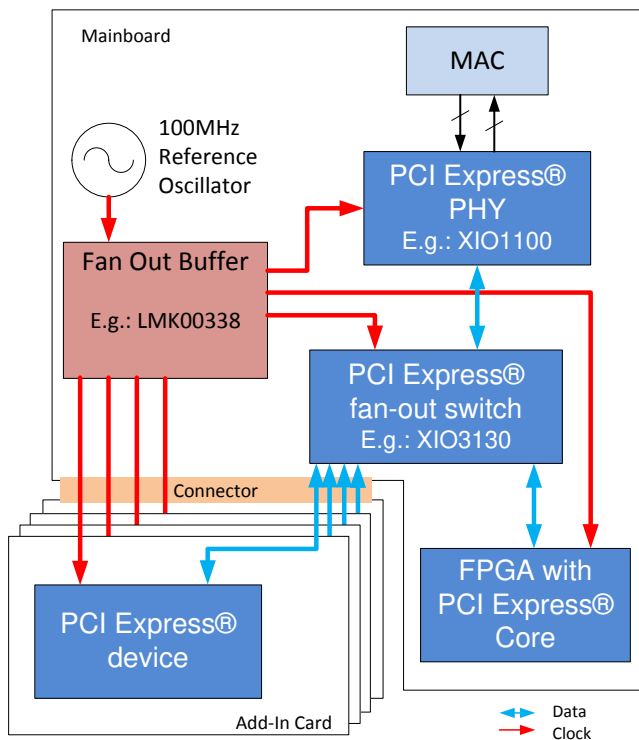 Mainboard
MAC
100MHz
Reference
Oscillator
PCI Express®
PHY
E.g.: XIO1100
Fan Out Buffer
E.g.: LMK00338
PCI Express®
fan-out switch
E.g.: XIO3130
Connector
FPGA with
PCI Express®
Core
PCI Express®
device
Add-In Card
Data
Clock